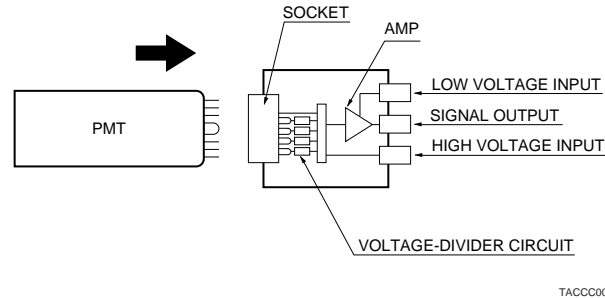 SOCKET
AMP
LOW VOLTAGE INPUT
SIGNAL OUTPUT
HIGH VOLTAGE INPUT
PMT
VOLTAGE-DIVIDER CIRCUIT